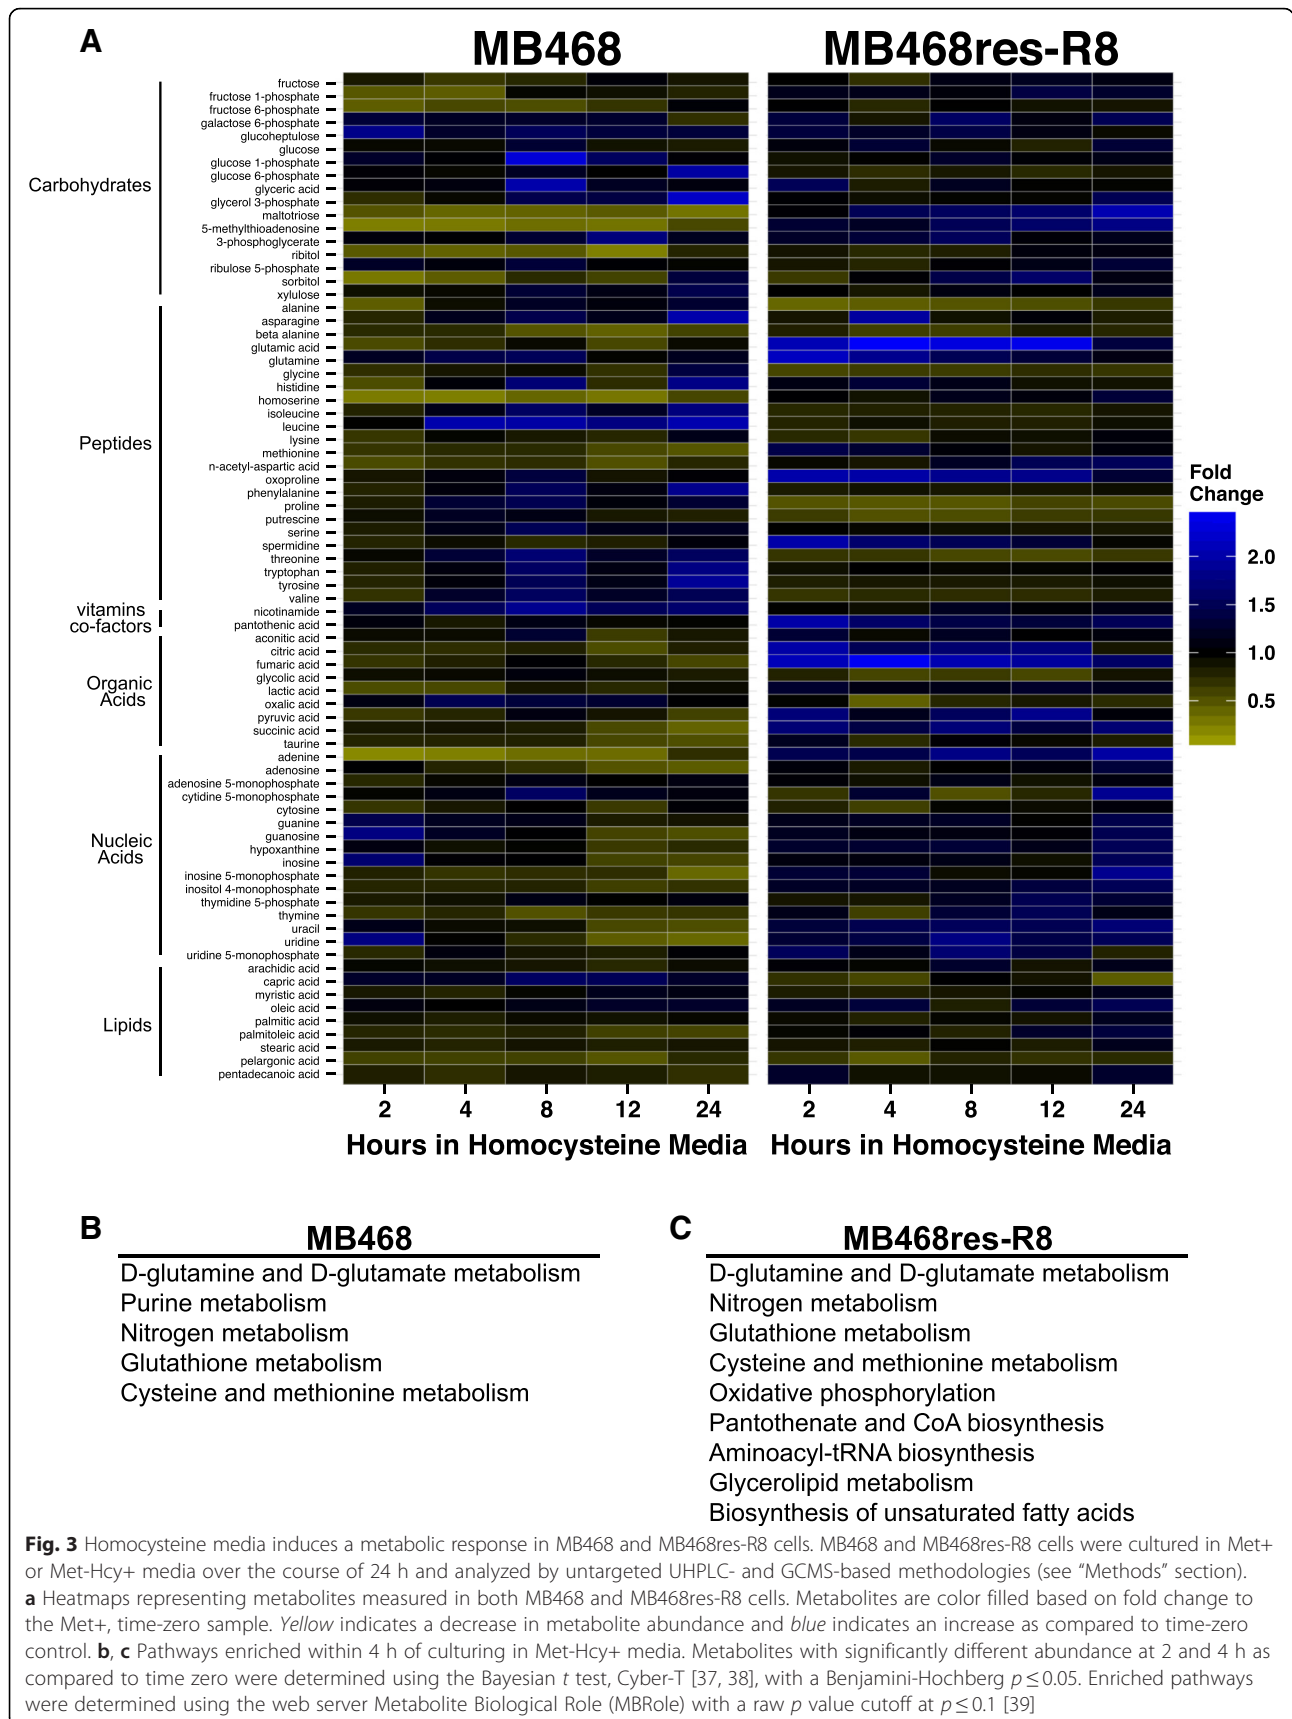 A
MB468
MB468res-R8
Carbohydrates
fructose
fructose 1-phosphate
fructose 6-phosphate
galactose 6-phosphate
glucoheptulose
glucose
glucose 1-phosphate
glucose 6-phosphate
glyceric acid
glycerol 3-phosphate
maltotriose
5-methylthioadenosine
3-phosphoglycerate
ribitol
ribulose 5-phosphate
sorbitol
xylulose
Peptides
alanine
asparagine
beta alanine
glutamic acid
glutamine
glycine
histidine
homoserine
isoleucine
leucine
lysine
methionine
n-acetyl-aspartic acid
oxoproline
phenylalanine
proline
putrescine
serine
spermidine
threonine
tryptophan
tyrosine
valine
vitamins
co-factors
nicotinamide
pantothenic acid
Organic
Acids
aconitic acid
citric acid
fumaric acid
glycolic acid
lactic acid
oxalic acid
pyruvic acid
succinic acid
taurine
Nucleic
Acids
adenine
adenosine
adenosine 5-monophosphate
cytidine 5-monophosphate
cytosine
guanine
guanosine
hypoxanthine
inosine
inosine 5-monophosphate
inositol 4-monophosphate
thymidine 5-phosphate
thymine
uracil
uridine
uridine 5-monophosphate
Lipids
arachidic acid
capric acid
myristic acid
oleic acid
palmitic acid
palmitoleic acid
stearic acid
pelargonic acid
pentadecanoic acid
Fold
Change
2.0
1.5
1.0
0.5
2 4 8 12 24
2 4 8 12 24
Hours in Homocysteine Media
Hours in Homocysteine Media
B
MB468
D-glutamine and D-glutamate metabolism
Purine metabolism
Nitrogen metabolism
Glutathione metabolism
Cysteine and methionine metabolism
C
MB468res-R8
D-glutamine and D-glutamate metabolism
Nitrogen metabolism
Glutathione metabolism
Cysteine and methionine metabolism
Oxidative phosphorylation
Pantothenate and CoA biosynthesis
Aminoacyl-tRNA biosynthesis
Glycerolipid metabolism
Biosynthesis of unsaturated fatty acids
Fig. 3 Homocysteine media induces a metabolic response in MB468 and MB468res-R8 cells. MB468 and MB468res-R8 cells were cultured in Met+
or Met-Hcy+ media over the course of 24 h and analyzed by untargeted UHPLC- and GCMS-based methodologies (see “Methods” section).
a Heatmaps representing metabolites measured in both MB468 and MB468res-R8 cells. Metabolites are color filled based on fold change to
the Met+, time-zero sample. Yellow indicates a decrease in metabolite abundance and blue indicates an increase as compared to time-zero
control. b, c Pathways enriched within 4 h of culturing in Met-Hcy+ media. Metabolites with significantly different abundance at 2 and 4 h as
compared to time zero were determined using the Bayesian t test, Cyber-T [37, 38], with a Benjamini-Hochberg p ≤ 0.05. Enriched pathways
were determined using the web server Metabolite Biological Role (MBRole) with a raw p value cutoff at p ≤ 0.1 [39]